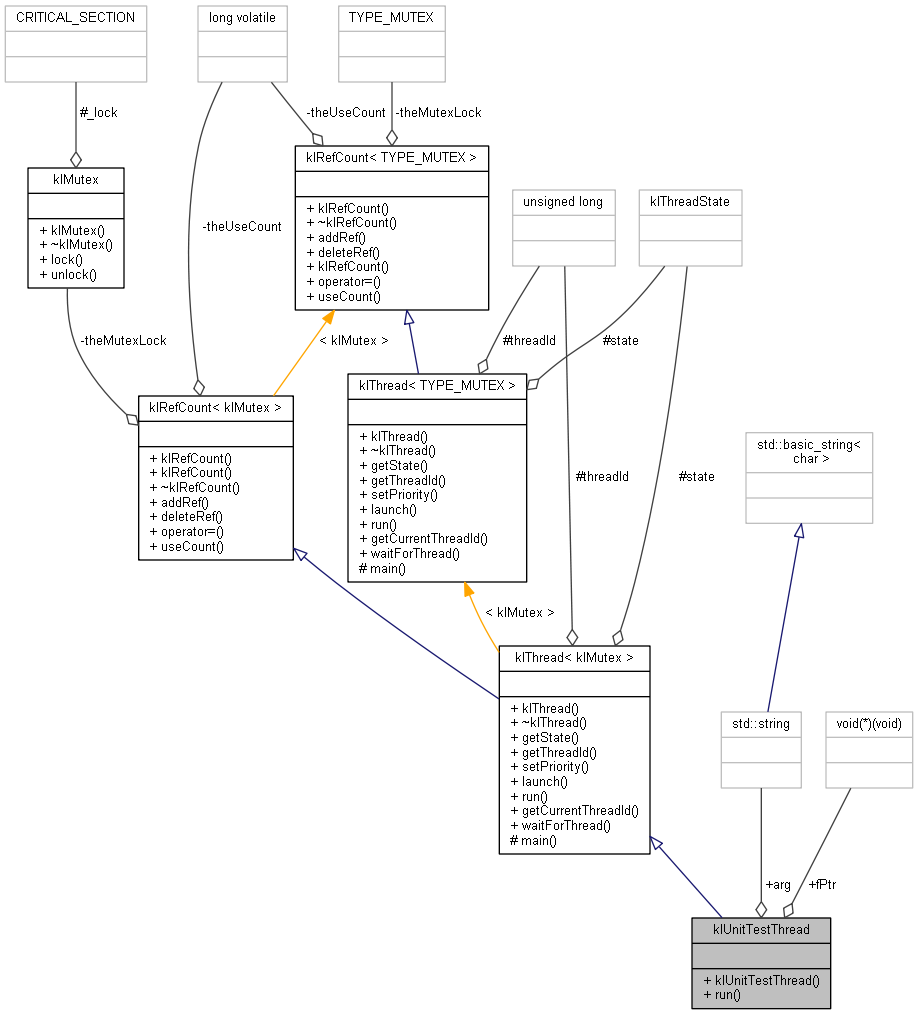 CRITICAL_SECTION
long volatile
TYPE_MUTEX
#_lock
-theUseCount
-theMutexLock
klMutex
+ klMutex()
+ ~klMutex()
+ lock()
+ unlock()
klRefCount< TYPE_MUTEX >
+ klRefCount()
+ ~klRefCount()
+ addRef()
+ deleteRef()
+ klRefCount()
+ operator=()
+ useCount()
-theUseCount
unsigned long
klThreadState
-theMutexLock
< klMutex >
#threadId
#state
klRefCount< klMutex >
+ klRefCount()
+ klRefCount()
+ ~klRefCount()
+ addRef()
+ deleteRef()
+ operator=()
+ useCount()
klThread< TYPE_MUTEX >
+ klThread()
+ ~klThread()
+ getState()
+ getThreadId()
+ setPriority()
+ launch()
+ run()
+ getCurrentThreadId()
+ waitForThread()
# main()
#threadId
#state
std::basic_string<
char >
< klMutex >
klThread< klMutex >
+ klThread()
+ ~klThread()
+ getState()
+ getThreadId()
+ setPriority()
+ launch()
+ run()
+ getCurrentThreadId()
+ waitForThread()
# main()
std::string
void(*)(void)
+arg
+fPtr
klUnitTestThread
+ klUnitTestThread()
+ run()